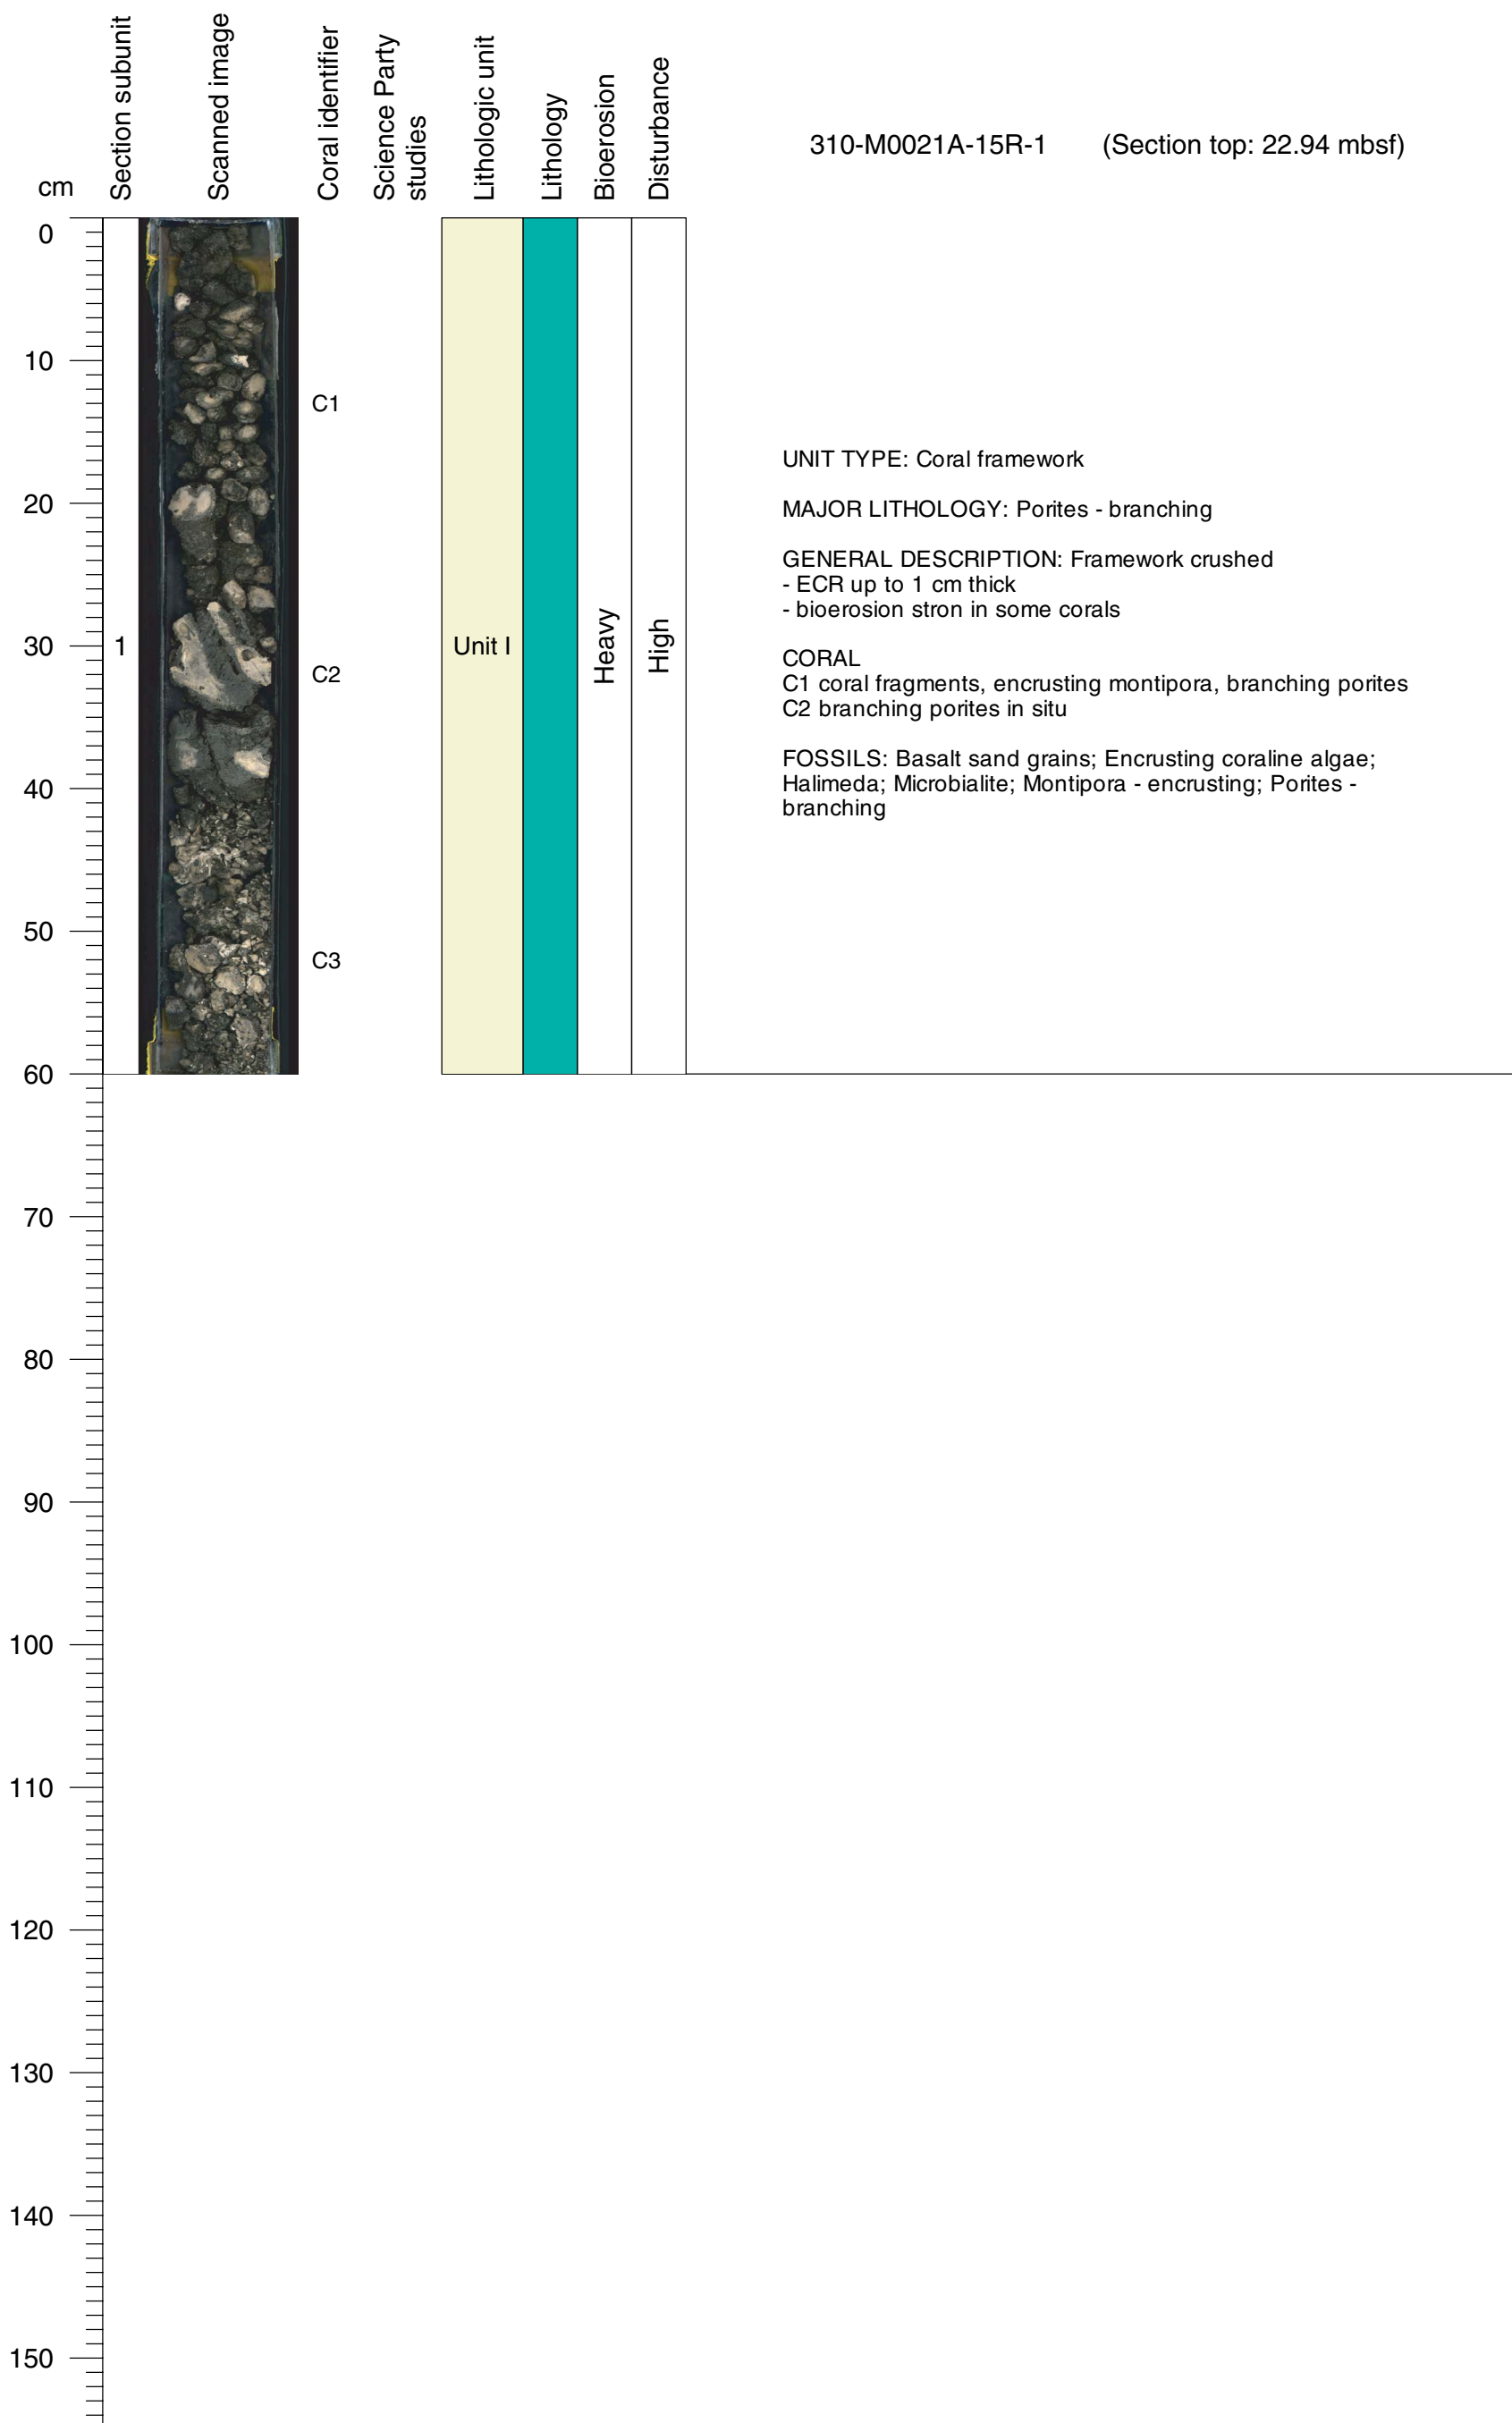 cm
Section subunit
Scanned image
Coral identifier
Science Party
studies
Lithologic unit
Lithology
Bioerosion
Disturbance
310-M0021A-15R-1 (Section top: 22.94 mbsf)
0
10
C1
20
30
1
C2
Unit I
Heavy
High
40
50
C3
60
UNIT TYPE: Coral framework
MAJOR LITHOLOGY: Porites - branching
GENERAL DESCRIPTION: Framework crushed
- ECR up to 1 cm thick
- bioerosion stron in some corals
CORAL
C1 coral fragments, encrusting montipora, branching porites
C2 branching porites in situ
FOSSILS: Basalt sand grains; Encrusting coraline algae;
Halimeda; Microbialite; Montipora - encrusting; Porites -
branching
70
80
90
100
110
120
130
140
150